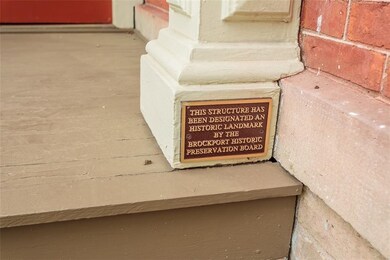 THIS STRUCTURE HAS
BEEN DESIGNATED AN
HISTORIC LANDMARK
BY THE
BROCKPORT HISTORIC
PRESERVATION BOARD